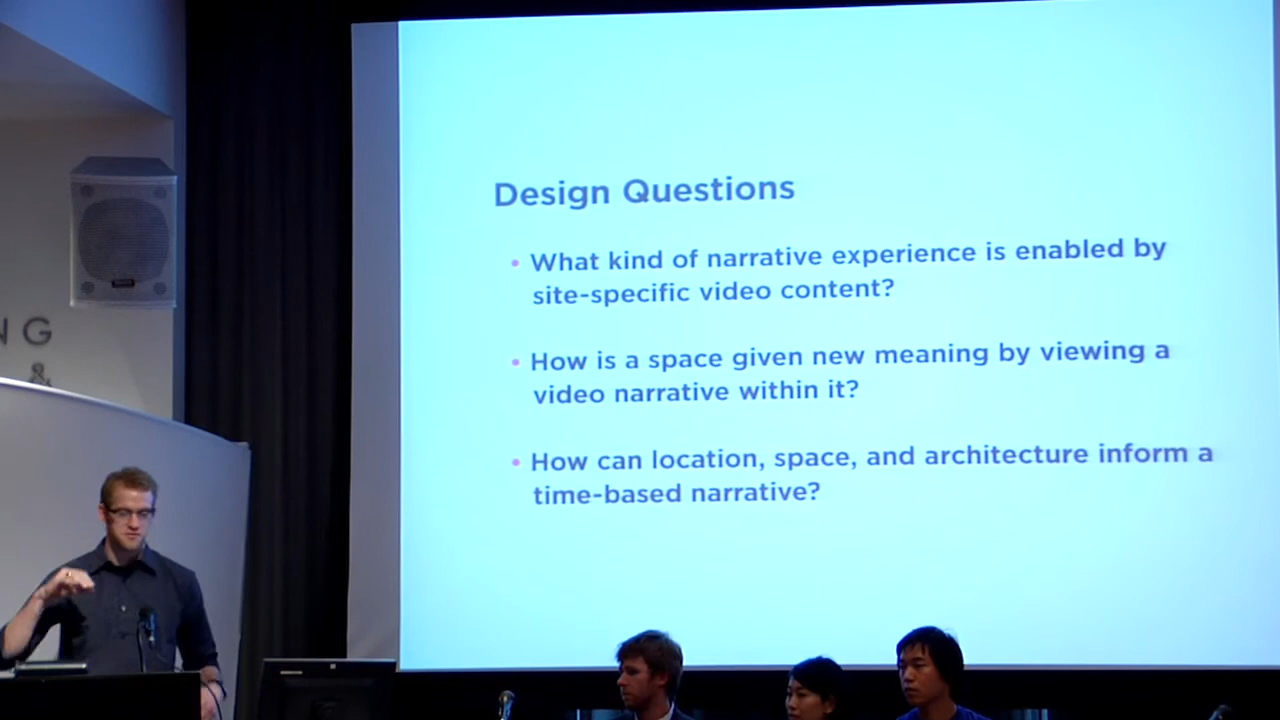 NG
&
Design Questions
• What kind of narrative experience is enabled by
site-specific video content?
• How is a space given new meaning by viewing a
video narrative within it?
• How can location, space, and architecture inform a
time-based narrative?